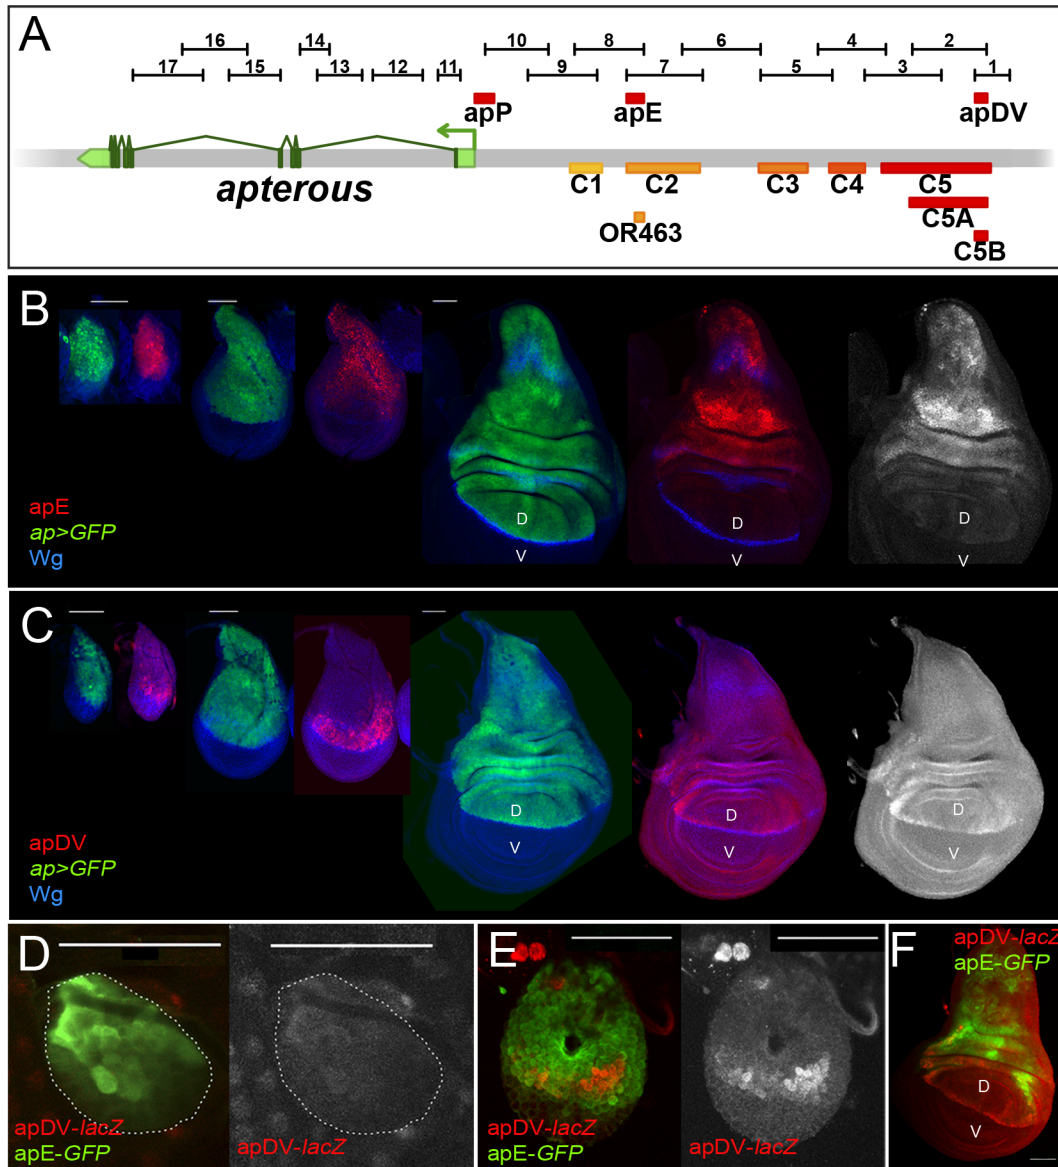 A
16 14 10 8 6 4 2
17 15 13 12 11 9 7 5 3 1
apP apE apDV
apterous
C1 C2 C3 C4 C5
OR463 C5A
C5B
B
apE
ap>GFP
Wg
D D D
V V V
C
apDV
ap>GFP
Wg
D D D
V V V
D
apDV-lacZ
apE-GFP
apDV-lacZ
E
apDV-lacZ
apE-GFP
apDV-lacZ
F
apDV-lacZ
apE-GFP
D
V